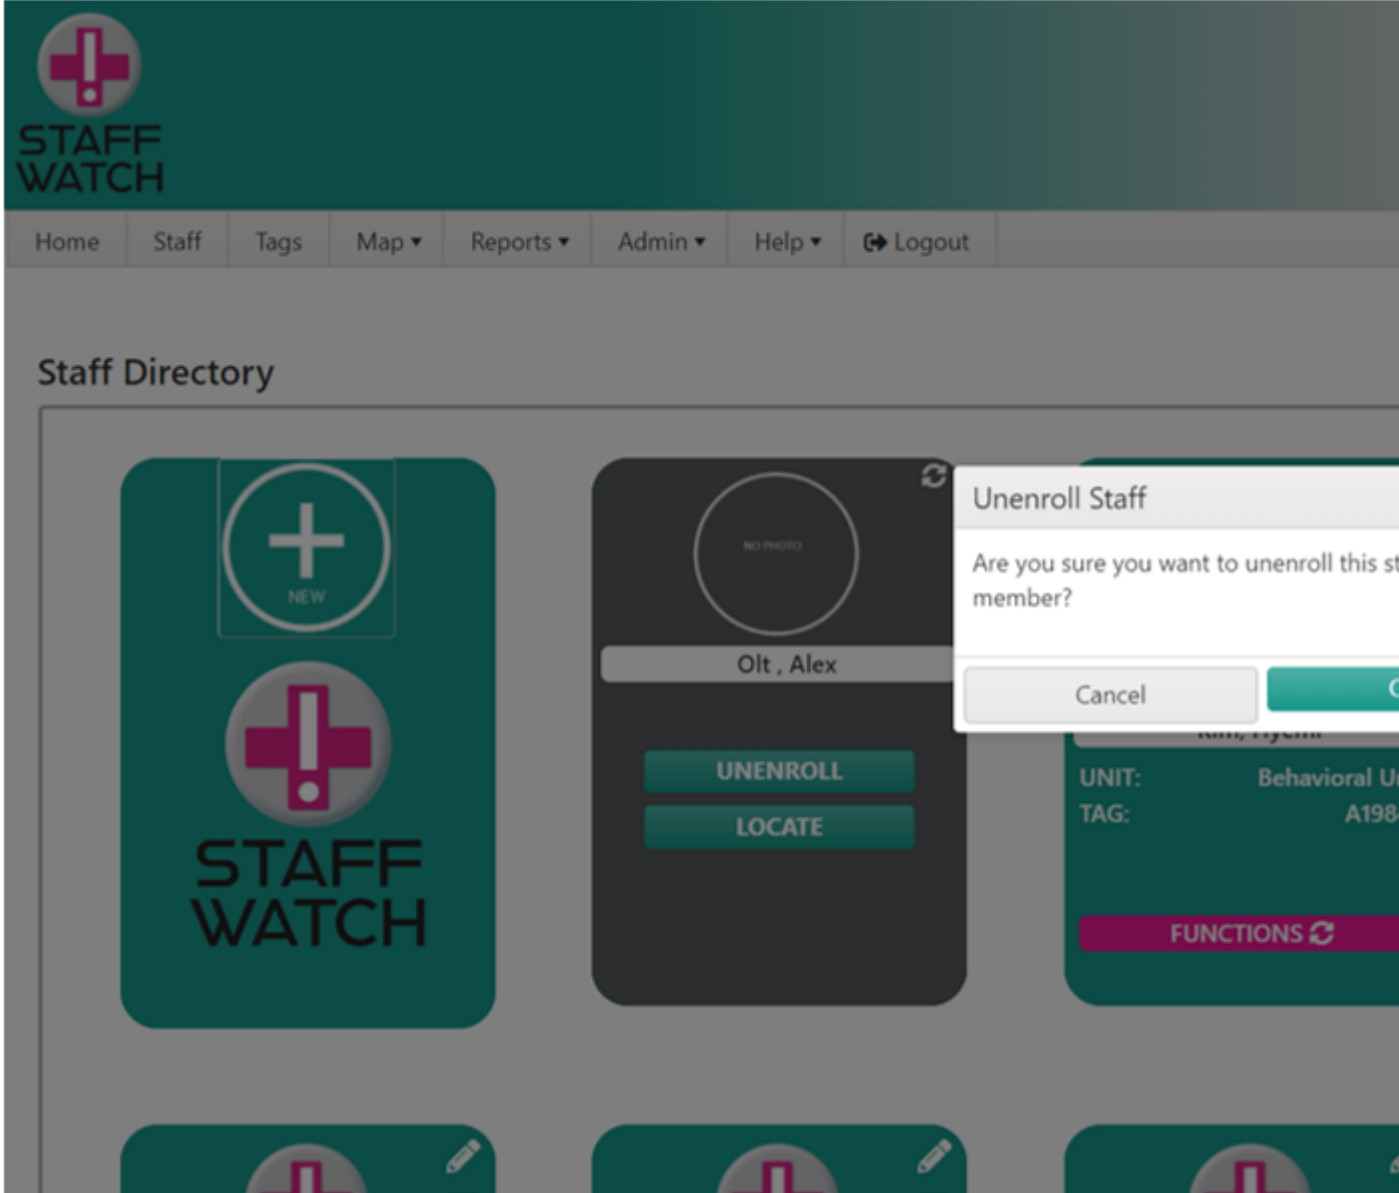 STAFF
WATCH
Home Staff Tags Map Reports Admin Help Logout
Staff Directory
NEW
STAFF
WATCH
NO PHOTO
Olt , Alex
UNENROLL
LOCATE
Unenroll Staff
Are you sure you want to unenroll this
member?
Cancel
UNIT: Behavioral
TAG: A198
FUNCTIONS